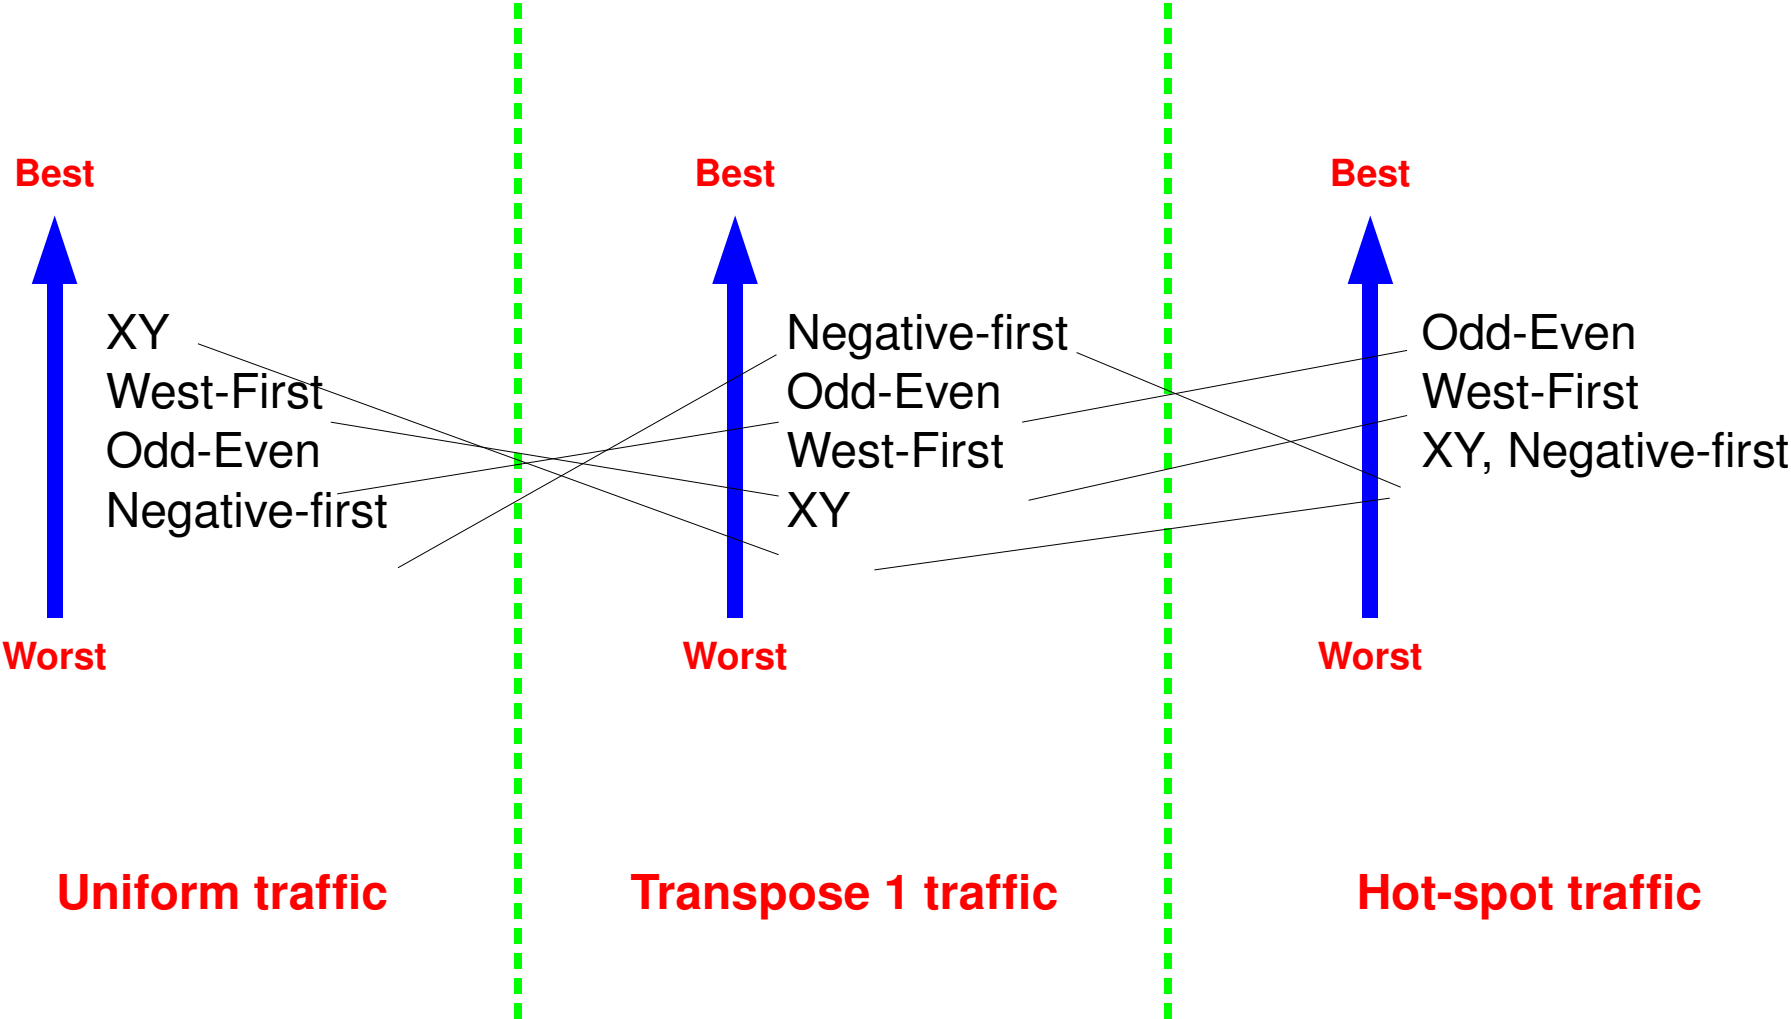 Best
XY
West-First
Odd-Even
Negative-first
Worst
Uniform traffic
Best
Negative-first
Odd-Even
West-First
XY
Worst
Transpose 1 traffic
Best
Odd-Even
West-First
XY, Negative-first
Worst
Hot-spot traffic